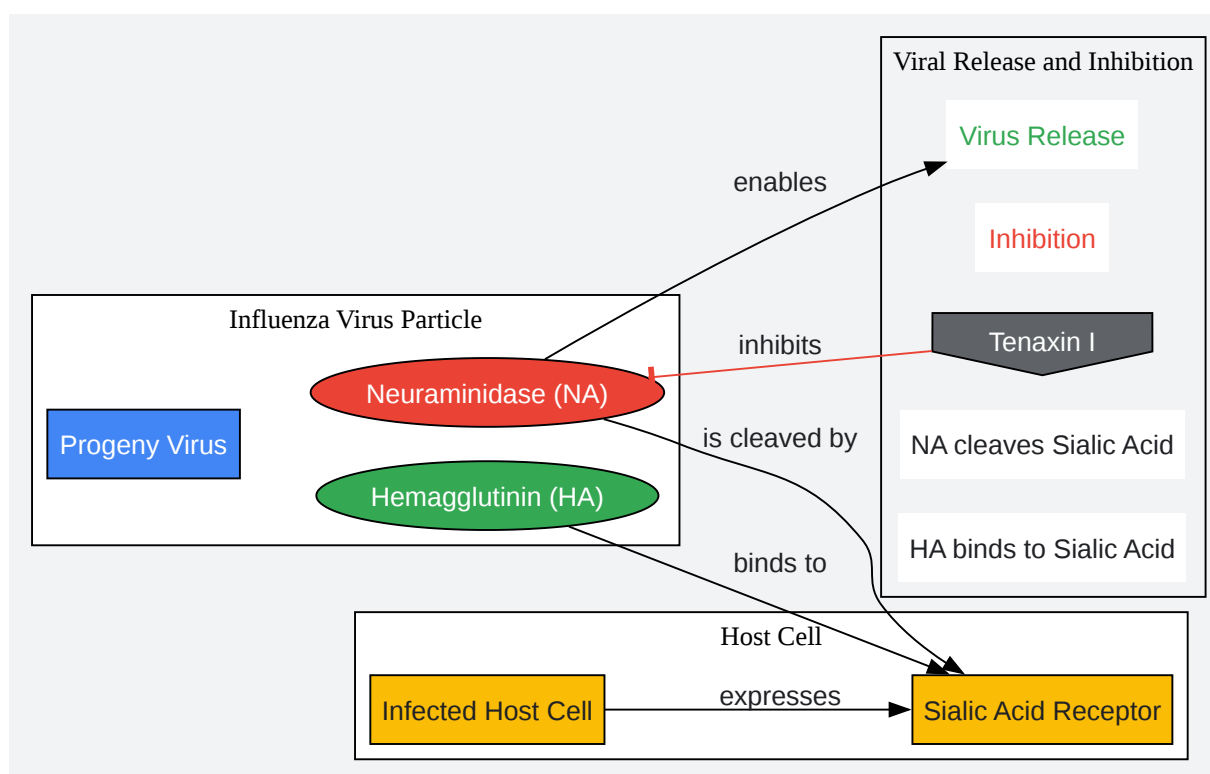 Viral Release and Inhibition
Virus Release
enables
Inhibition
Influenza Virus Particle
inhibits
Tenaxin I
Neuraminidase (NA)
Progeny Virus
is cleaved by
NA cleaves Sialic Acid
Hemagglutinin (HA)
HA binds to Sialic Acid
binds to
Host Cell
Infected Host Cell
expresses
Sialic Acid Receptor